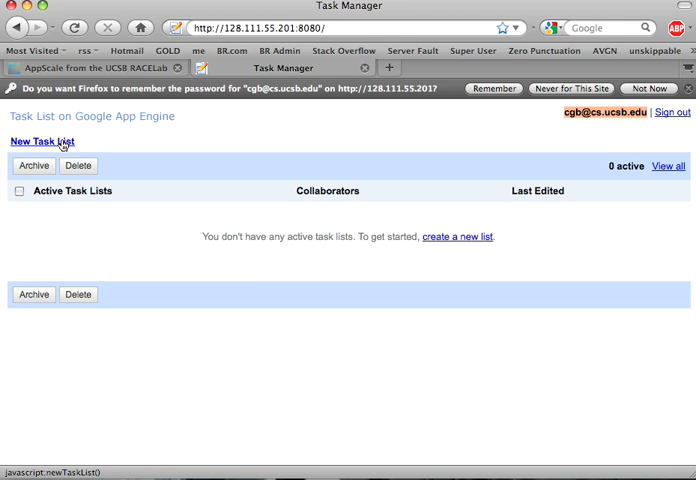 Task Manager
http://128.111.55.201:8080/
Google
ABP
Most Visited rss Hotmail GOLD me BR.com BR Admin Stack Overflow Server Fault Super User Zero Punctuation AVGN unskippable
AppScale from the UCSB RACELab Task Manager
Do you want Firefox to remember the password for "cgb@cs.ucsb.edu" on http://128.111.55.201? Remember Never for This Site Not Now
Task List on Google App Engine
cgb@cs.ucsb.edu | Sign out
New Task List
Archive Delete 0 active View all
Active Task Lists Collaborators Last Edited
You don't have any active task lists. To get started, create a new list.
Archive Delete
javascript:newTaskList()